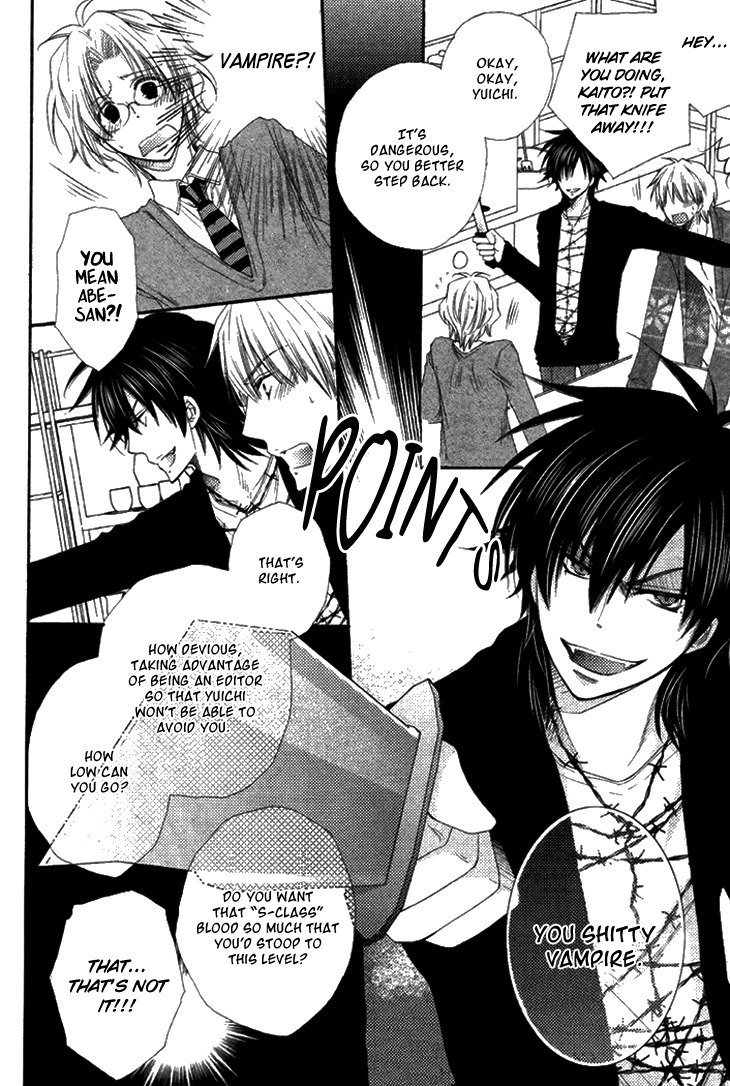 HEY...
WHAT ARE
YOU DOING,
KAITO?! PUT
THAT KNIFE
AWAY!!!
OKAY,
OKAY,
YUICHI.
IT'S
DANGEROUS,
SO YOU BETTER
STEP BACK.
VAMPIRE?!
YOU
MEAN
ABE-
SAN?!
POINTS
THAT'S
RIGHT.
HOW DEVIOUS,
TAKING ADVANTAGE
OF BEING AN EDITOR
SO THAT YUICHI
WON'T BE ABLE TO
AVOID YOU.
HOW
LOW CAN
YOU GO?
YOU SHITTY
VAMPIRE.
DO YOU WANT
THAT "S-CLASS"
BLOOD SO MUCH THAT
YOU'D STOOP TO
THIS LEVEL?
THAT...
THAT'S NOT
IT!!!